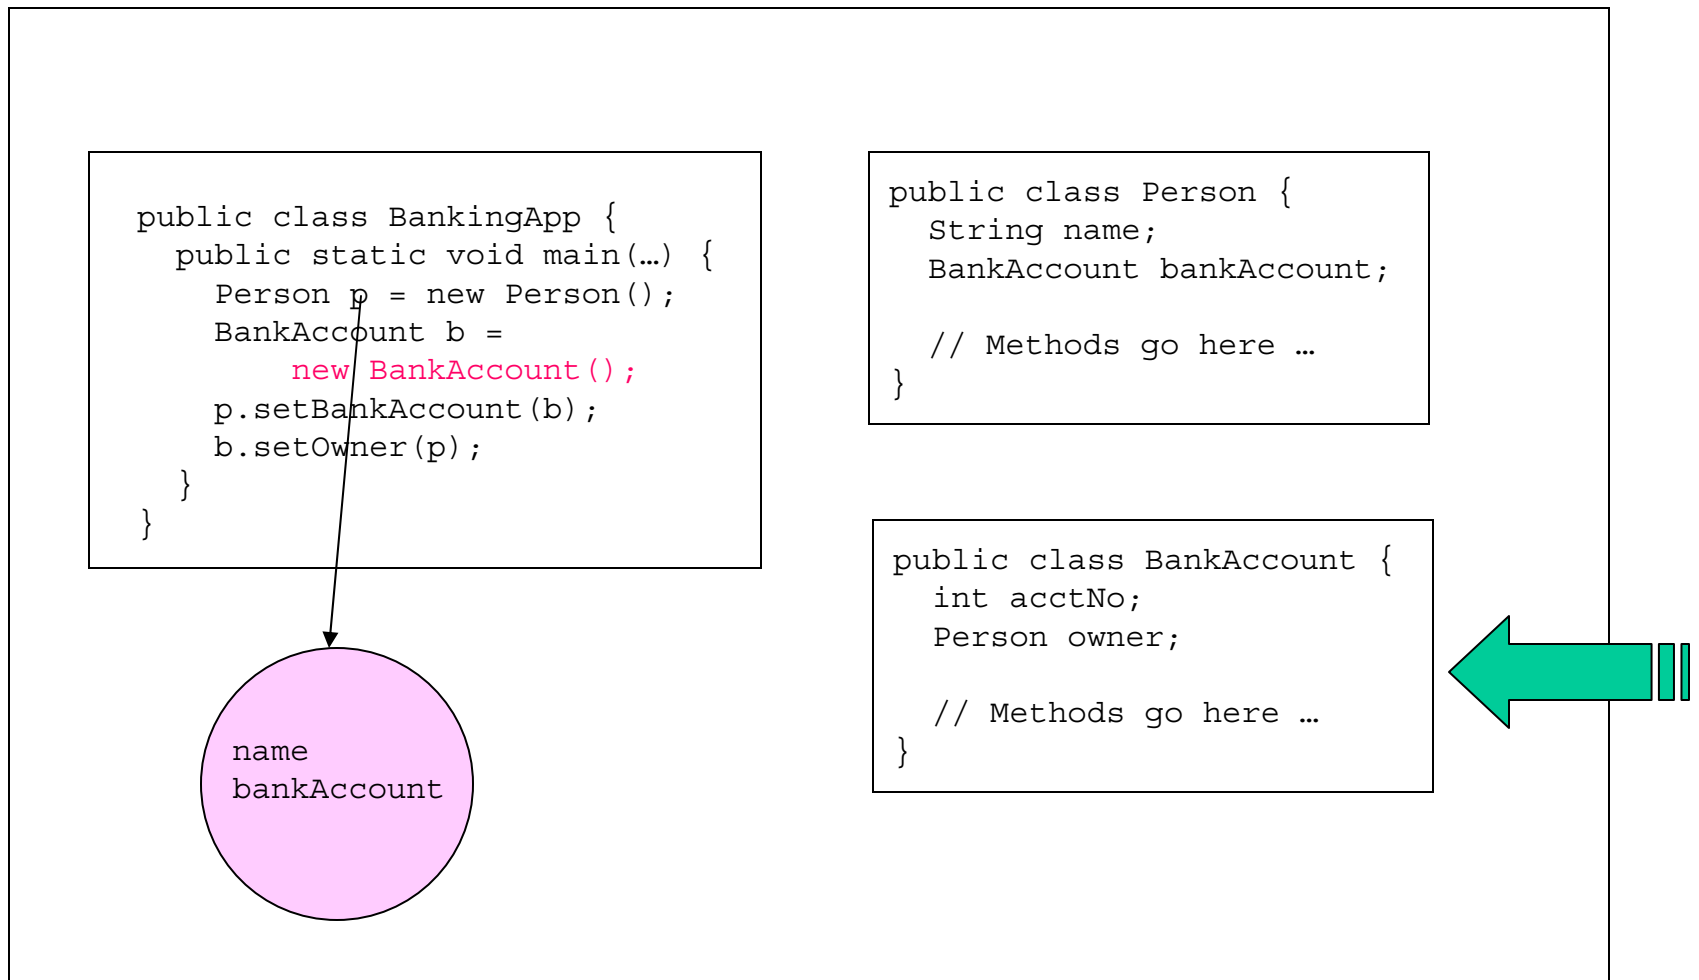 public class BankingApp {
public static void main(…) {
Person p = new Person();
BankAccount b =
new BankAccount();
p.setBankAccount(b);
b.setOwner(p);
}
}
public class Person {
String name;
BankAccount bankAccount;
// Methods go here …
}
public class BankAccount {
int acctNo;
Person owner;
// Methods go here …
}
name
bankAccount